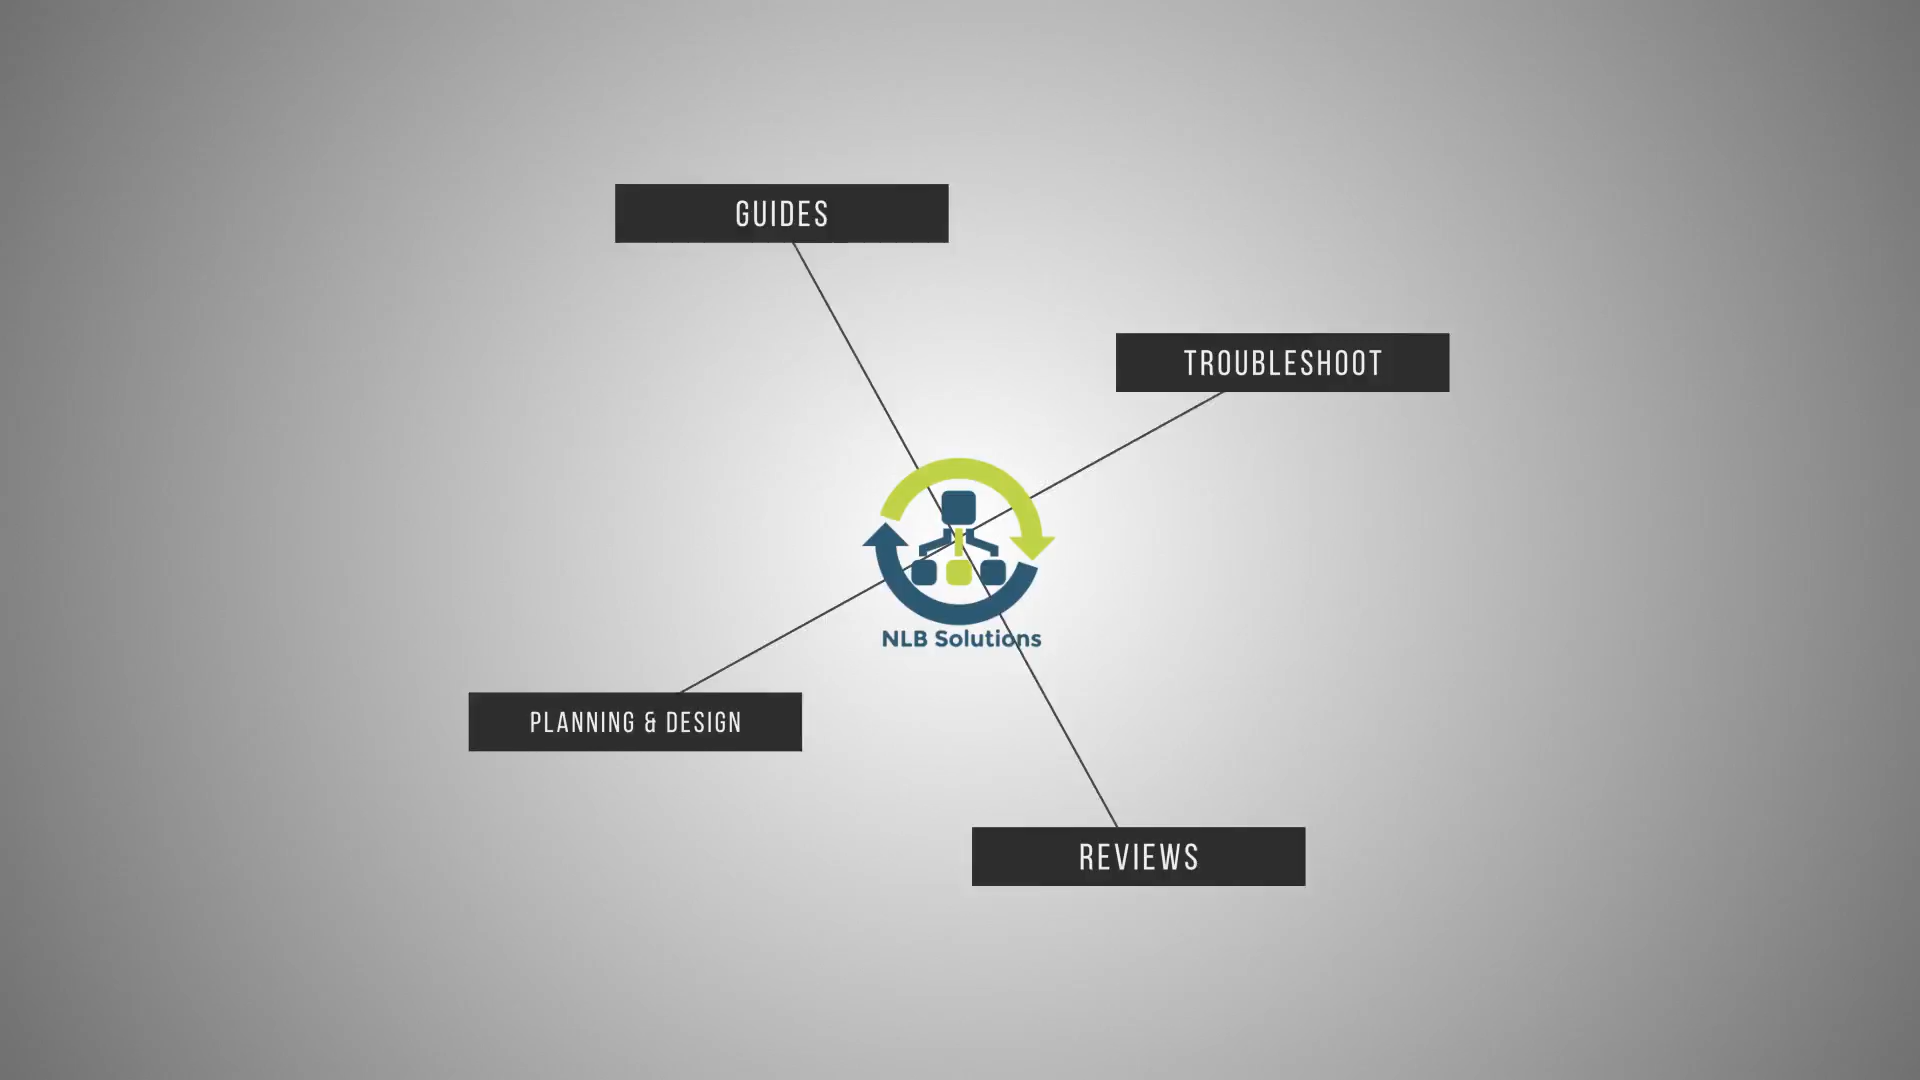 GUIDES
TROUBLESHOOT
NLB Solutions
PLANNING & DESIGN
REVIEWS